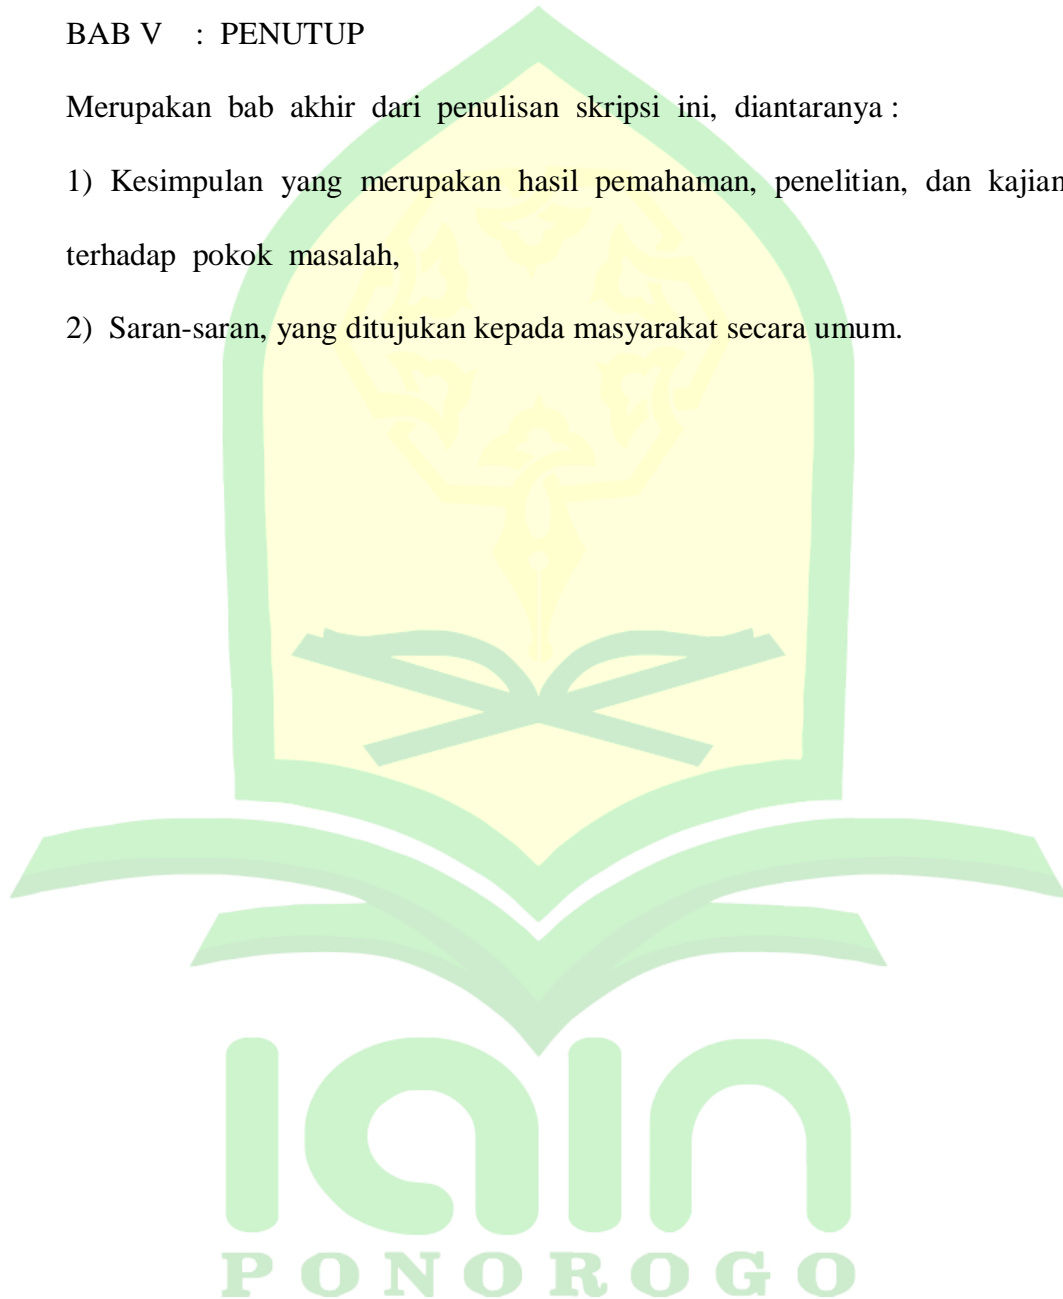 BAB V : PENUTUP
Merupakan bab akhir dari penulisan skripsi ini, diantaranya :
1) Kesimpulan yang merupakan hasil pemahaman, penelitian, dan kajian
terhadap pokok masalah,
2) Saran-saran, yang ditujukan kepada masyarakat secara umum.
IAIN
PONOROGO